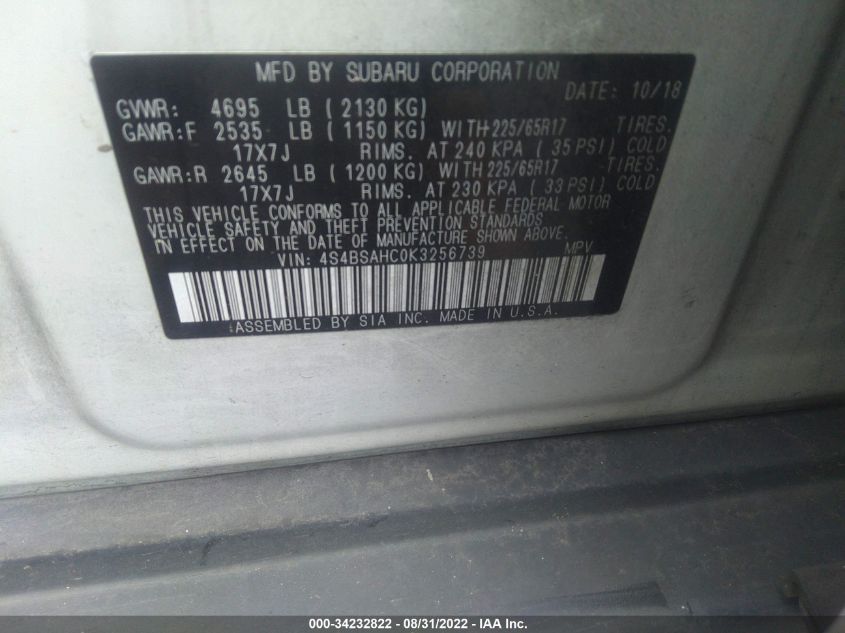 MFD BY SUBARU CORPORATION
DATE: 10/18
GVWR: 4695 LB ( 2130 KG)
GAWR:F 2535 LB ( 1150 KG) WITH 225/65R17 TIRES.
17X7J RIMS. AT 240 KPA ( 35 PSI) COLD
GAWR:R 2645 LB ( 1200 KG) WITH 225/65R17 TIRES.
17X7J RIMS. AT 230 KPA ( 33 PSI) COLD
THIS VEHICLE CONFORMS TO ALL APPLICABLE FEDERAL MOTOR
VEHICLE SAFETY AND THEFT PREVENTION STANDARDS
IN EFFECT ON THE DATE OF MANUFACTURE SHOWN ABOVE.
VIN: 4S4BSAHC0K3256739 MPV
ASSEMBLED BY SIA INC. MADE IN U.S.A.
000-34232822 - 08/31/2022 - IAA Inc.